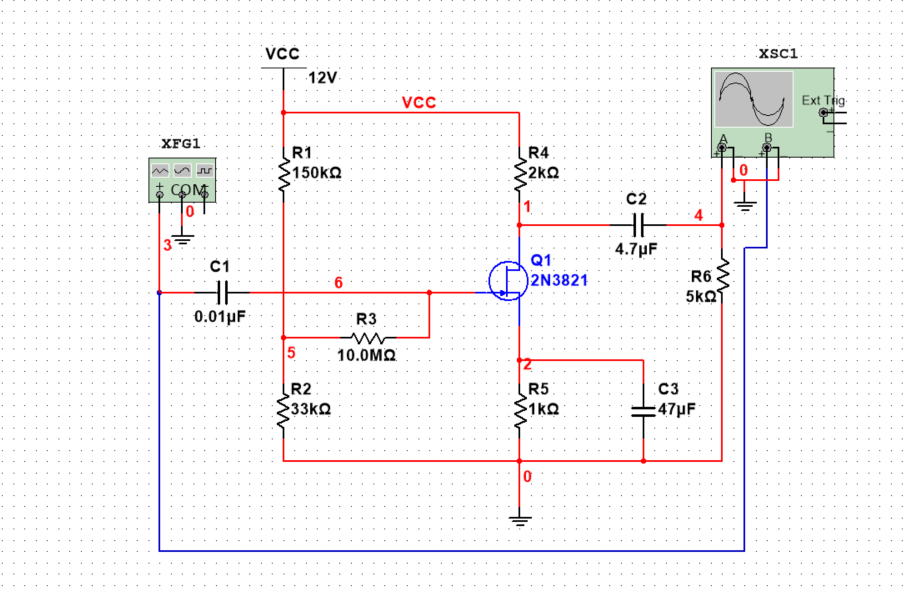 VCC
12V
XSC1
VCC
Ext Trig
+
−
XFG1
R1
150kΩ
R4
2kΩ
A
B
+
−
+
−
0
+
COM
−
0
1
C2
4.7µF
4
3
C1
0.01µF
6
Q1
2N3821
R6
5kΩ
R3
10.0MΩ
5
2
R2
33kΩ
R5
1kΩ
C3
47µF
0